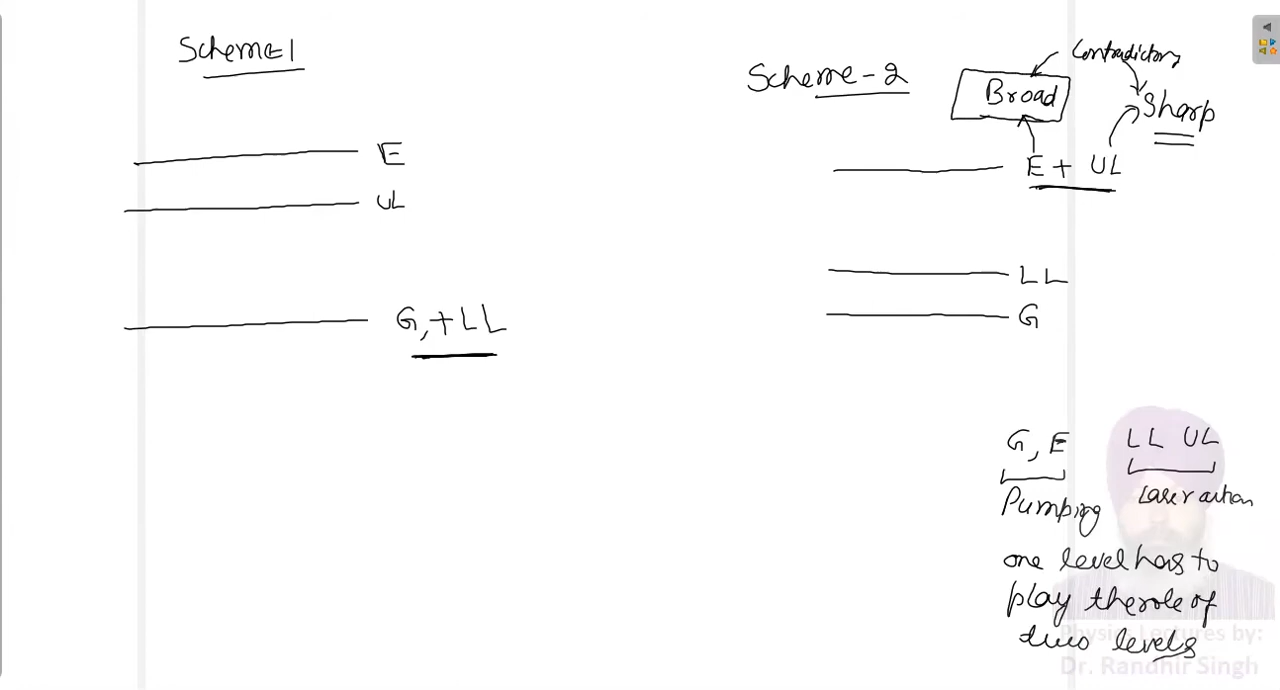 Scheme-1
E
UL
G, + LL
Contradictory
Scheme-2
Broad
Sharp
E + UL
LL
G
G, E
LL UL
Pumping
Laser action
one level has to
play the role of
two levels
Physics Lectures by:
Dr. Randhir Singh